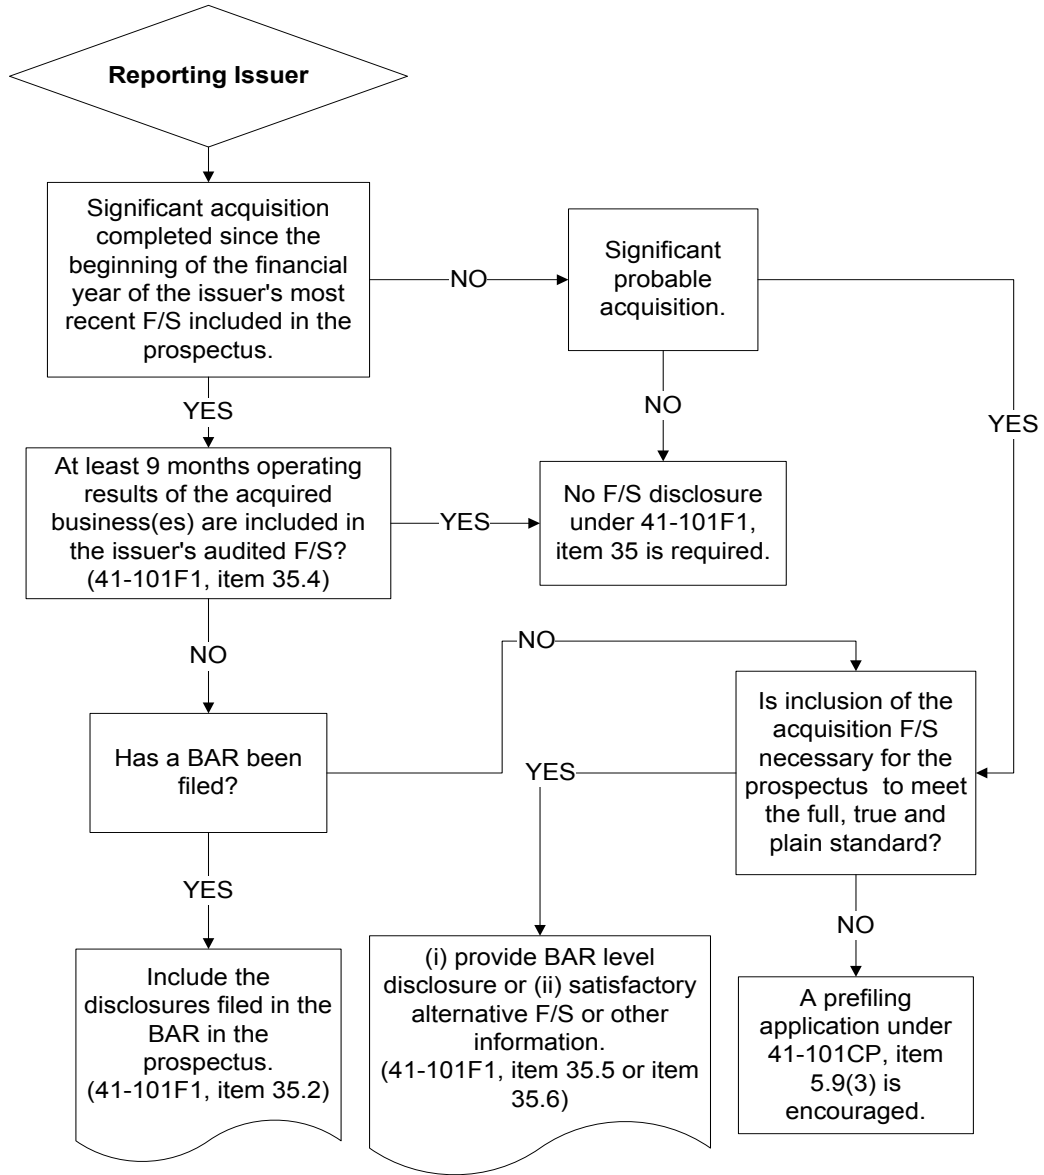 Reporting Issuer
Significant acquisition
completed since the
beginning of the financial
year of the issuer's most
recent F/S included in the
prospectus.
NO
Significant
probable
acquisition.
YES
NO
YES
At least 9 months operating
results of the acquired
business(es) are included in
the issuer's audited F/S?
(41-101F1, item 35.4)
YES
No F/S disclosure
under 41-101F1,
item 35 is required.
NO
Has a BAR been
filed?
NO
Is inclusion of the
acquisition F/S
necessary for the
prospectus to meet
the full, true and
plain standard?
YES
YES
NO
Include the
disclosures filed in the
BAR in the
prospectus.
(41-101F1, item 35.2)
(i) provide BAR level
disclosure or (ii) satisfactory
alternative F/S or other
information.
(41-101F1, item 35.5 or item
35.6)
A prefiling
application under
41-101CP, item
5.9(3) is
encouraged.